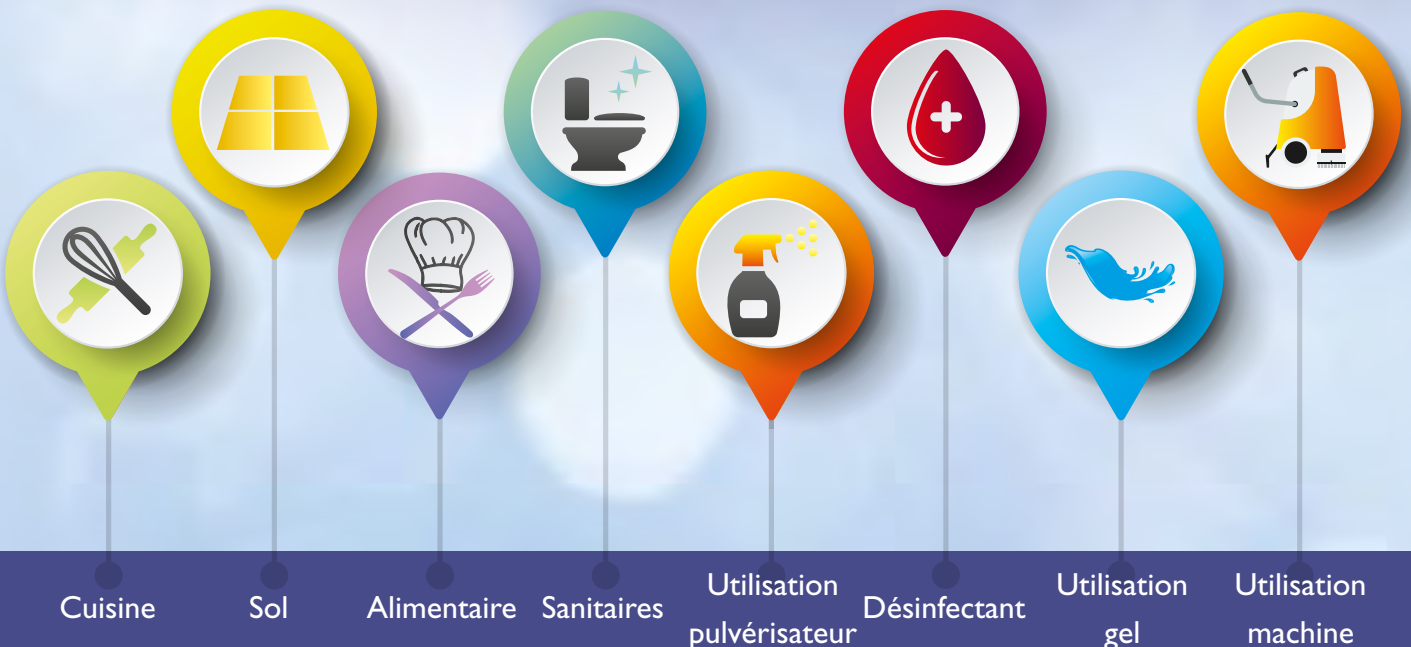 Cuisine
Sol
Alimentaire
Sanitaires
Utilisation
pulvérisateur
Désinfectant
Utilisation
gel
Utilisation
machine